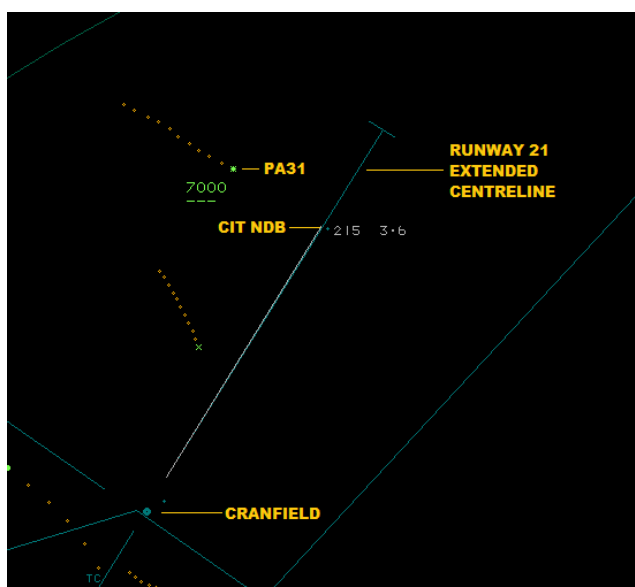 RUNWAY 21
EXTENDED
CENTRELINE
PA31
7000
---
CIT NDB
215 3·6
CRANFIELD
TC